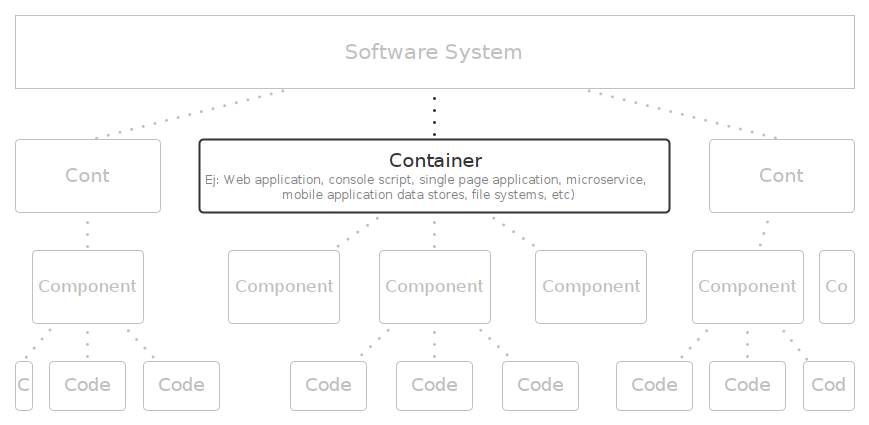 Software System
Cont
Container
Ej: Web application, console script, single page application, microservice,
mobile application data stores, file systems, etc)
Cont
Component
Component
Component
Component
Component
Co
C
Code
Code
Code
Code
Code
Code
Code
Cod